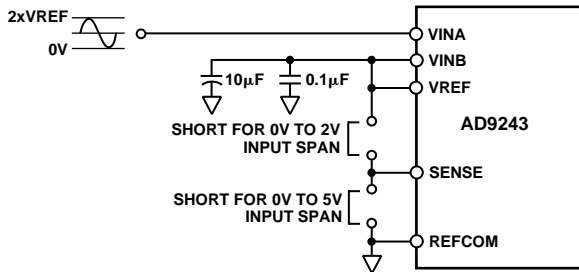 2xVREF
0V
VINA
VINB
10µF
0.1µF
VREF
AD9243
SHORT FOR 0V TO 2V
INPUT SPAN
SENSE
SHORT FOR 0V TO 5V
INPUT SPAN
REFCOM